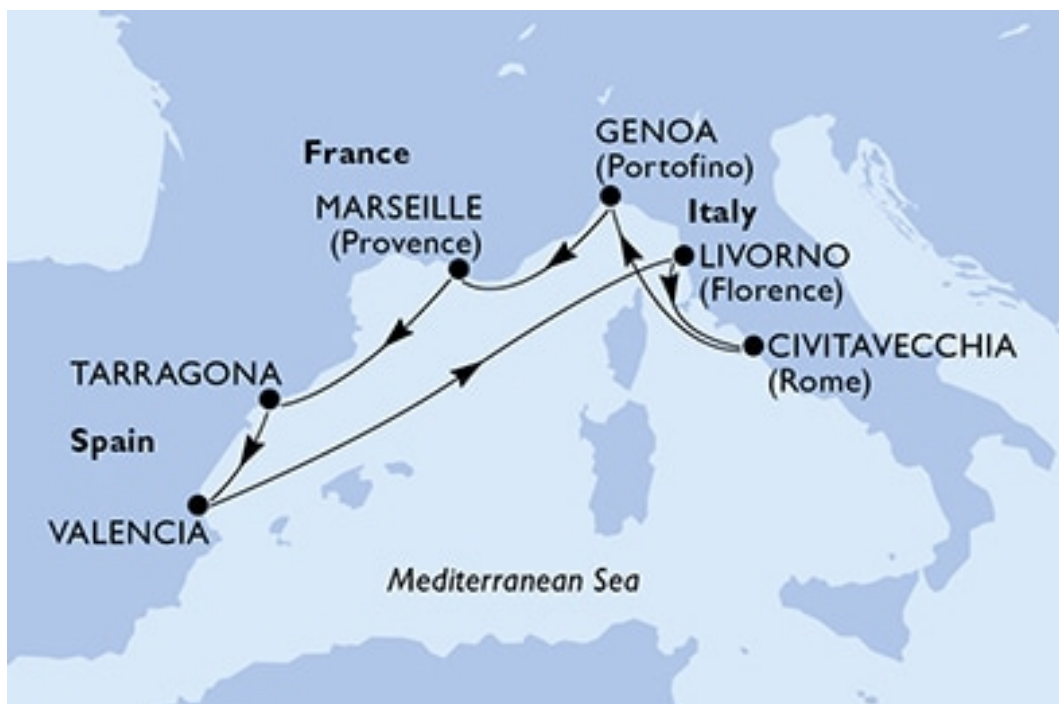 GENOA
(Portofino)
France
MARSEILLE
(Provence)
Italy
LIVORNO
(Florence)
CIVITAVECCHIA
(Rome)
TARRAGONA
Spain
VALENCIA
Mediterranean Sea